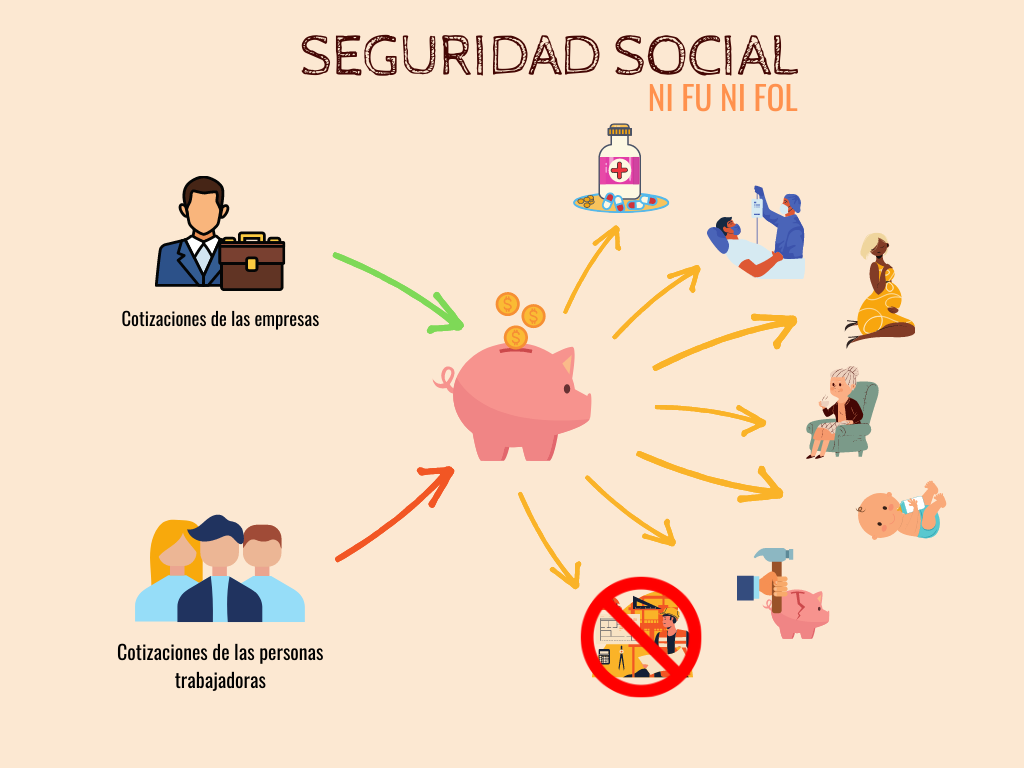 SEGURIDAD SOCIAL
NI FU NI FOL
Cotizaciones de las empresas
Cotizaciones de las personas
trabajadoras